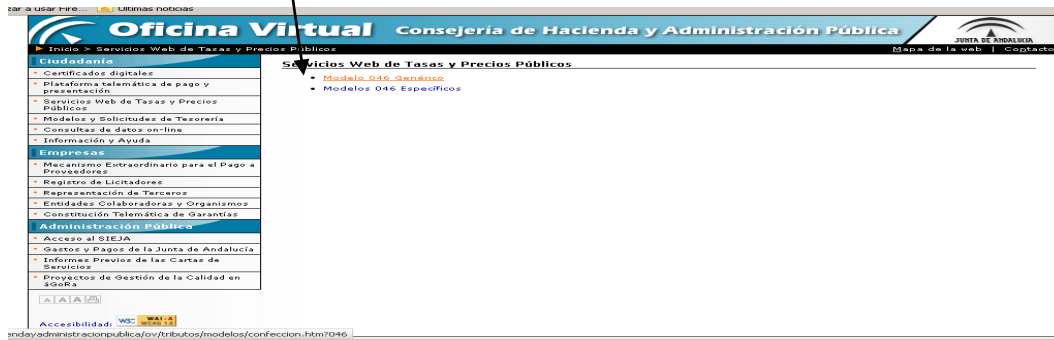 zar a usar Fire... Últimas noticias
Oficina Virtual Consejería de Hacienda y Administración Pública
JUNTA DE ANDALUCIA
Inicio > Servicios Web de Tasas y Precios Públicos
Mapa de la web | Contacto
Ciudadanía
Certificados digitales
Plataforma telemática de pago y
presentación
Servicios Web de Tasas y Precios
Públicos
Modelos y Solicitudes de Tesorería
Consultas de datos on-line
Información y Ayuda
Empresas
Mecanismo Extraordinario para el Pago a
Proveedores
Registro de Licitadores
Representación de Terceros
Entidades Colaboradoras y Organismos
Constitución Telemática de Garantías
Administración Pública
Acceso al SIEJA
Gastos y Pagos de la Junta de Andalucía
Informes Previos de las Cartas de
Servicios
Proyectos de Gestión de la Calidad en
áGoRa
A A A
Accesibilidad: W3C WAI-A WCAG 1.0
Servicios Web de Tasas y Precios Públicos
Modelo 046 Genérico
Modelos 046 Específicos
endayadministracionpublica/ov/tributos/modelos/confeccion.htm?046